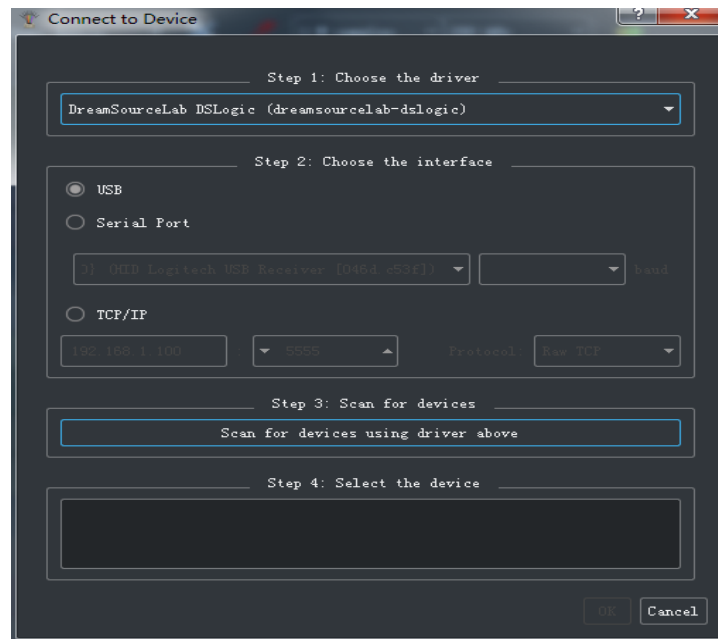 Connect to Device
Step 1: Choose the driver
DreamSourceLab DSLogic (dreamsourcelab-dslogic)
Step 2: Choose the interface
USB
Serial Port
(HID Logitech USB Receiver [046d:c53f]) baud
TCP/IP
192.168.1.100 5555 Protocol: Raw TCP
Step 3: Scan for devices
Scan for devices using driver above
Step 4: Select the device
OK Cancel